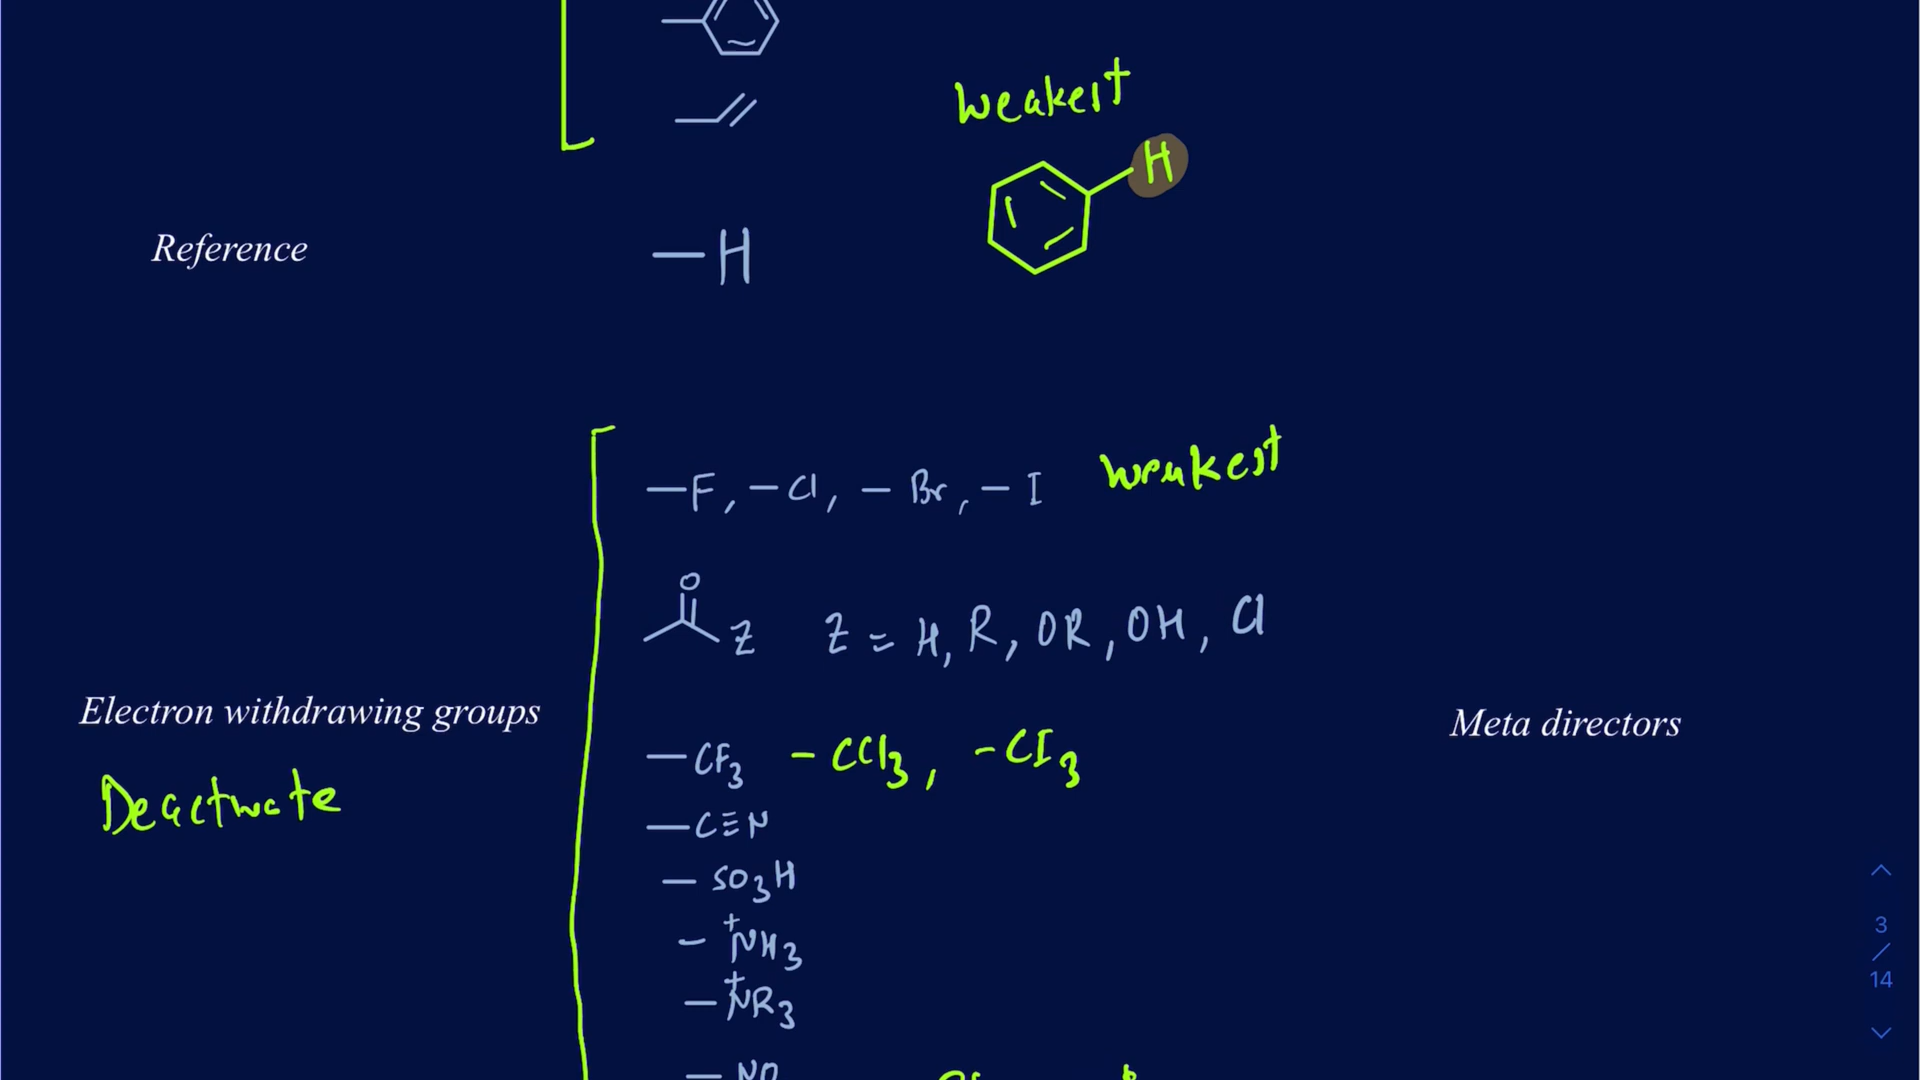 Weakest
H
Reference
—H
—F, —Cl, —Br, —I weakest
O
Z Z = H, R, OR, OH, Cl
Electron withdrawing groups
Meta directors
—CF₃ -CCl₃, -CI₃
Deactivate
—C≡N
—SO₃H
3
/
14
—⁺NH₃
—⁺NR₃
—NO